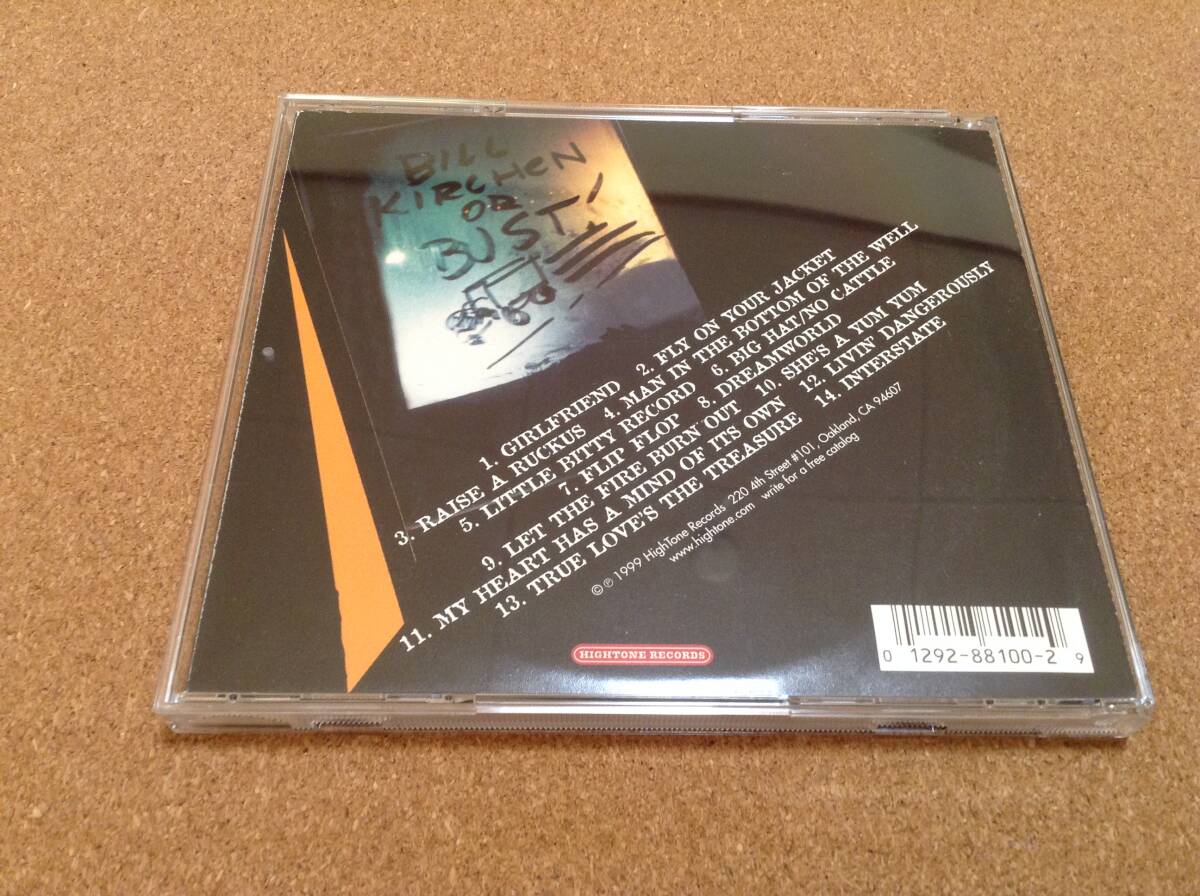 BILL
KIRCHEN
OR
BUST!
1. GIRLFRIEND 2. FLY ON YOUR JACKET
3. RAISE A RUCKUS 4. MAN IN THE BOTTOM OF THE WELL
5. LITTLE BITTY RECORD 6. BIG HAT/NO CATTLE
7. FLIP FLOP 8. DREAMWORLD
9. LET THE FIRE BURN OUT 10. SHE'S A YUM YUM
11. MY HEART HAS A MIND OF ITS OWN 12. LIVIN DANGEROUSLY
13. TRUE LOVE'S THE TREASURE 14. INTERSTATE
© ℗ 1999 HighTone Records 220 4th Street #101, Oakland, CA 94607
www.hightone.com write for a free catalog
HIGHTONE RECORDS
0 12928-8100-2 9